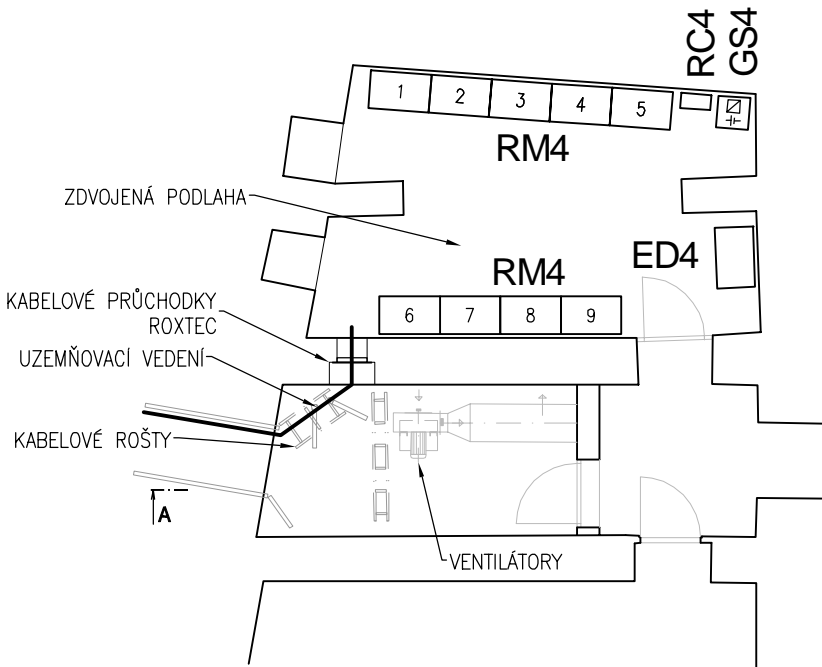 RC4
GS4
1 2 3 4 5
RM4
ZDVOJENÁ PODLAHA
ED4
RM4
KABELOVÉ PRŮCHODKY
ROXTEC
6 7 8 9
UZEMŇOVACÍ VEDENÍ
KABELOVÉ ROŠTY
A
VENTILÁTORY